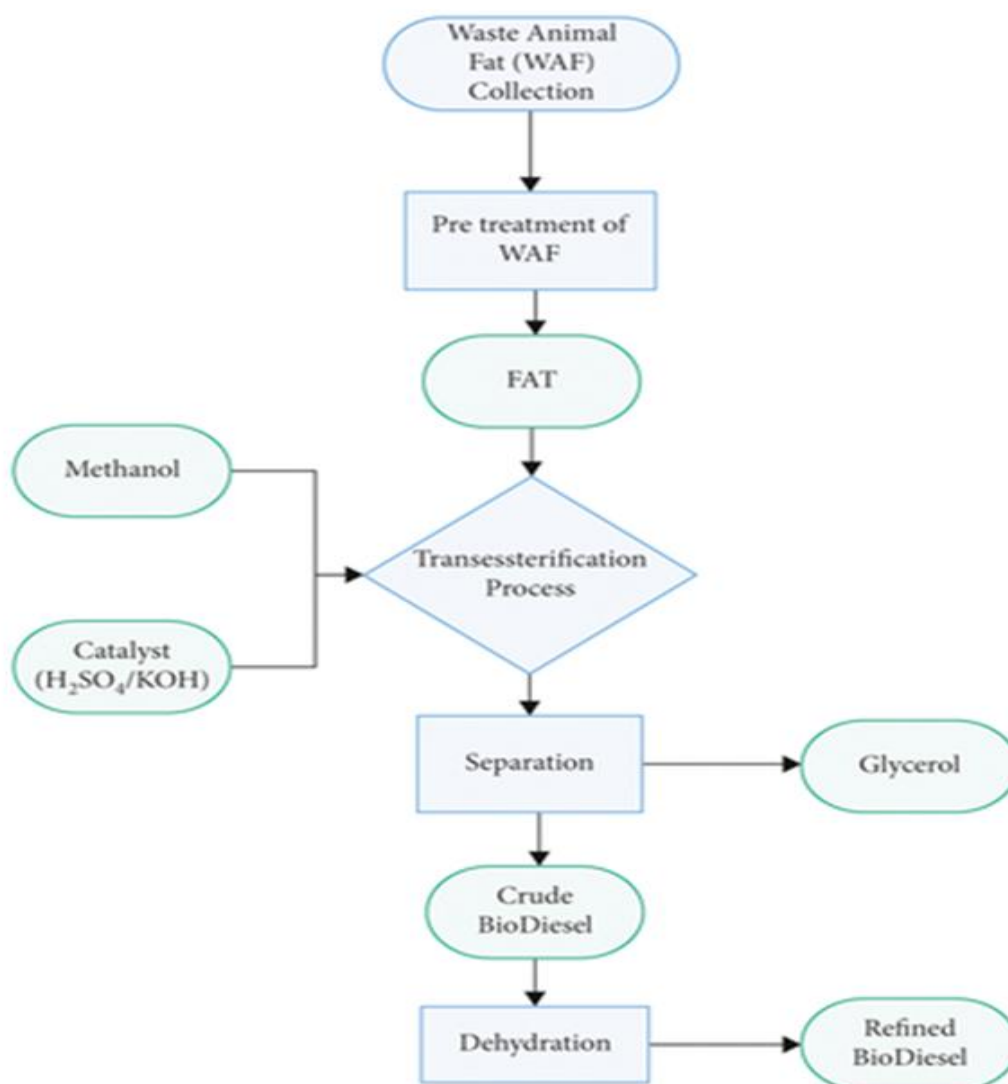 Waste Animal
Fat (WAF)
Collection
Pre treatment of
WAF
FAT
Methanol
Transessterification
Process
Catalyst
(H₂SO₄/KOH)
Separation
Glycerol
Crude
BioDiesel
Dehydration
Refined
BioDiesel